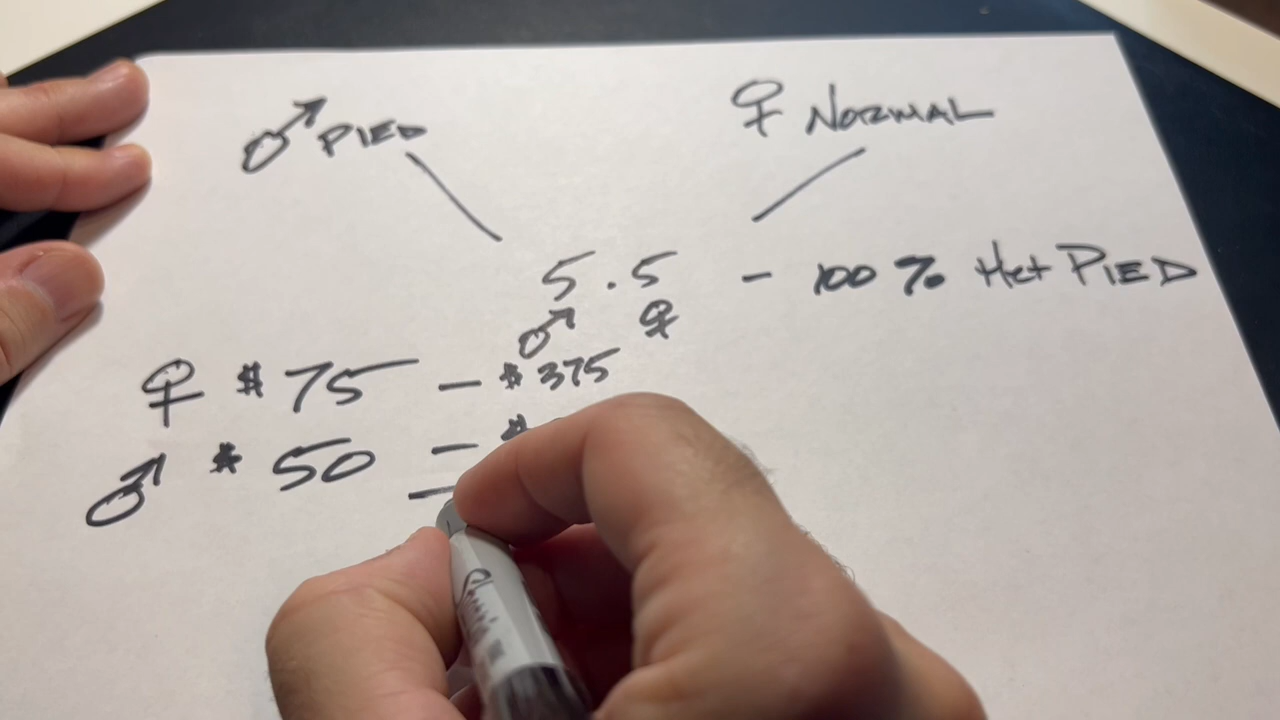 ♂ PIED
♀ NORMAL
5.5 - 100% Het PIED
♂ ♀
♀ $75 - $375
♂ $50 - $